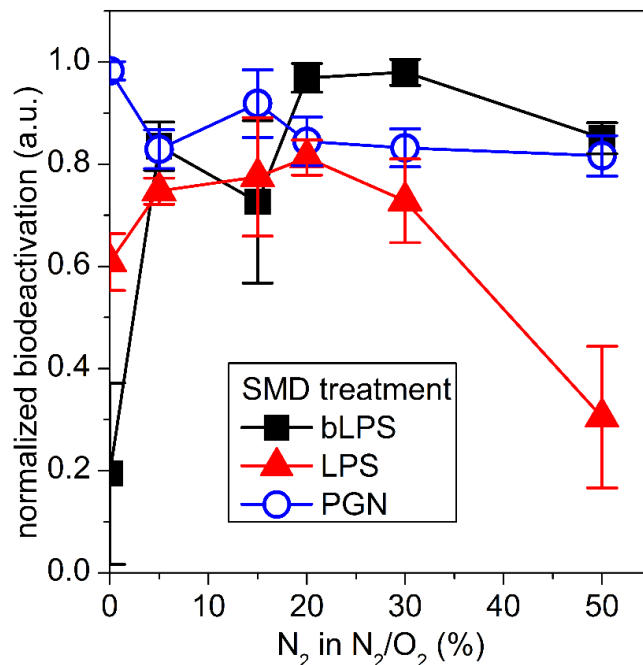 normalized biodeactivation (a.u.)
1.0
0.8
0.6
0.4
0.2
0.0
SMD treatment
bLPS
LPS
PGN
0 10 20 30 40 50
N₂ in N₂/O₂ (%)